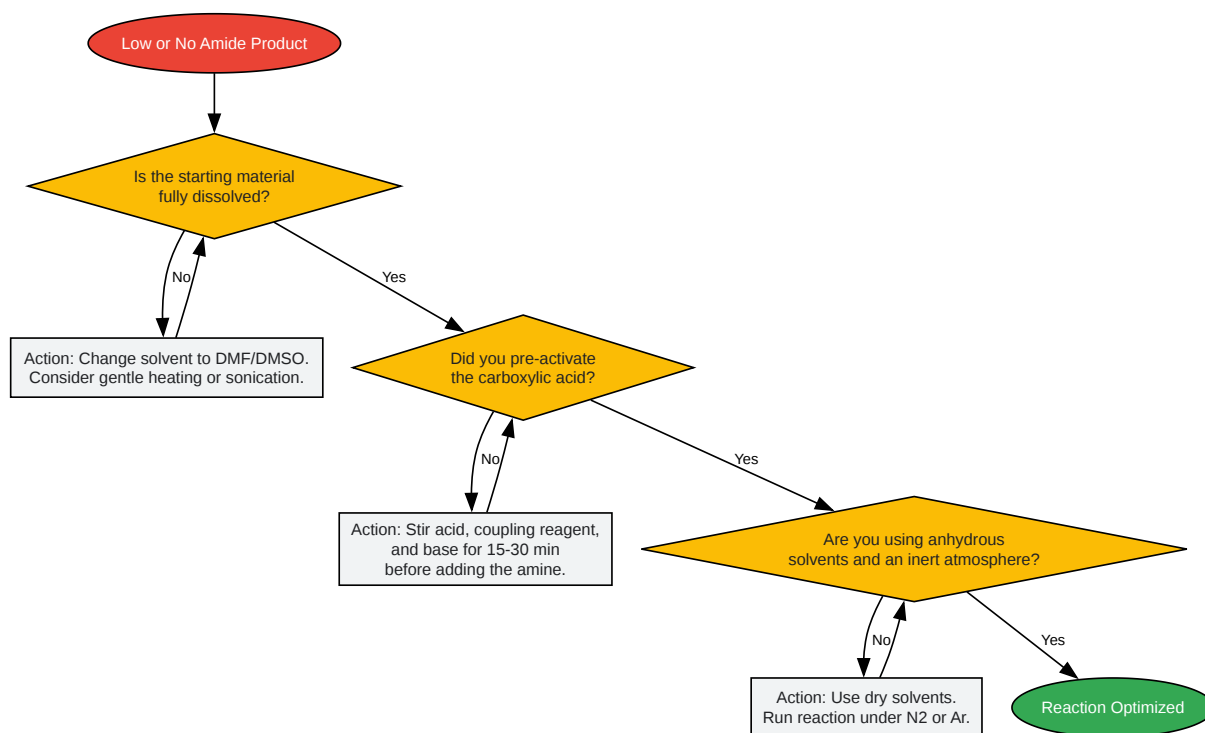 Low or No Amide Product
Is the starting material
fully dissolved?
No
Yes
Action: Change solvent to DMF/DMSO.
Consider gentle heating or sonication.
Did you pre-activate
the carboxylic acid?
No
Yes
Action: Stir acid, coupling reagent,
and base for 15-30 min
before adding the amine.
Are you using anhydrous
solvents and an inert atmosphere?
No
Yes
Action: Use dry solvents.
Run reaction under N2 or Ar.
Reaction Optimized